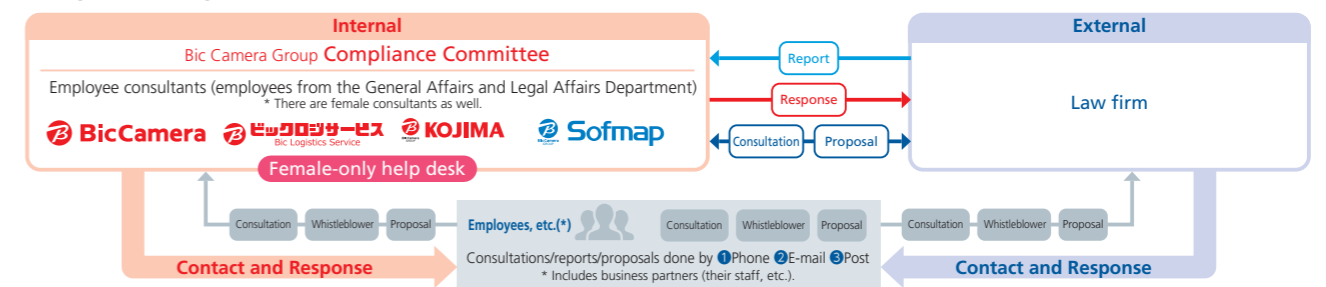 Internal
Bic Camera Group Compliance Committee
Employee consultants (employees from the General Affairs and Legal Affairs Department)
* There are female consultants as well.
BicCamera
ビックロジサービス
Bic Logistics Service
KOJIMA
Sofmap
Female-only help desk
Report
Response
Consultation
Proposal
External
Law firm
Consultation
Whistleblower
Proposal
Employees, etc.(*)
Consultation
Whistleblower
Proposal
Consultation
Whistleblower
Proposal
Consultations/reports/proposals done by ❶Phone ❷E-mail ❸Post
* Includes business partners (their staff, etc.).
Contact and Response
Contact and Response